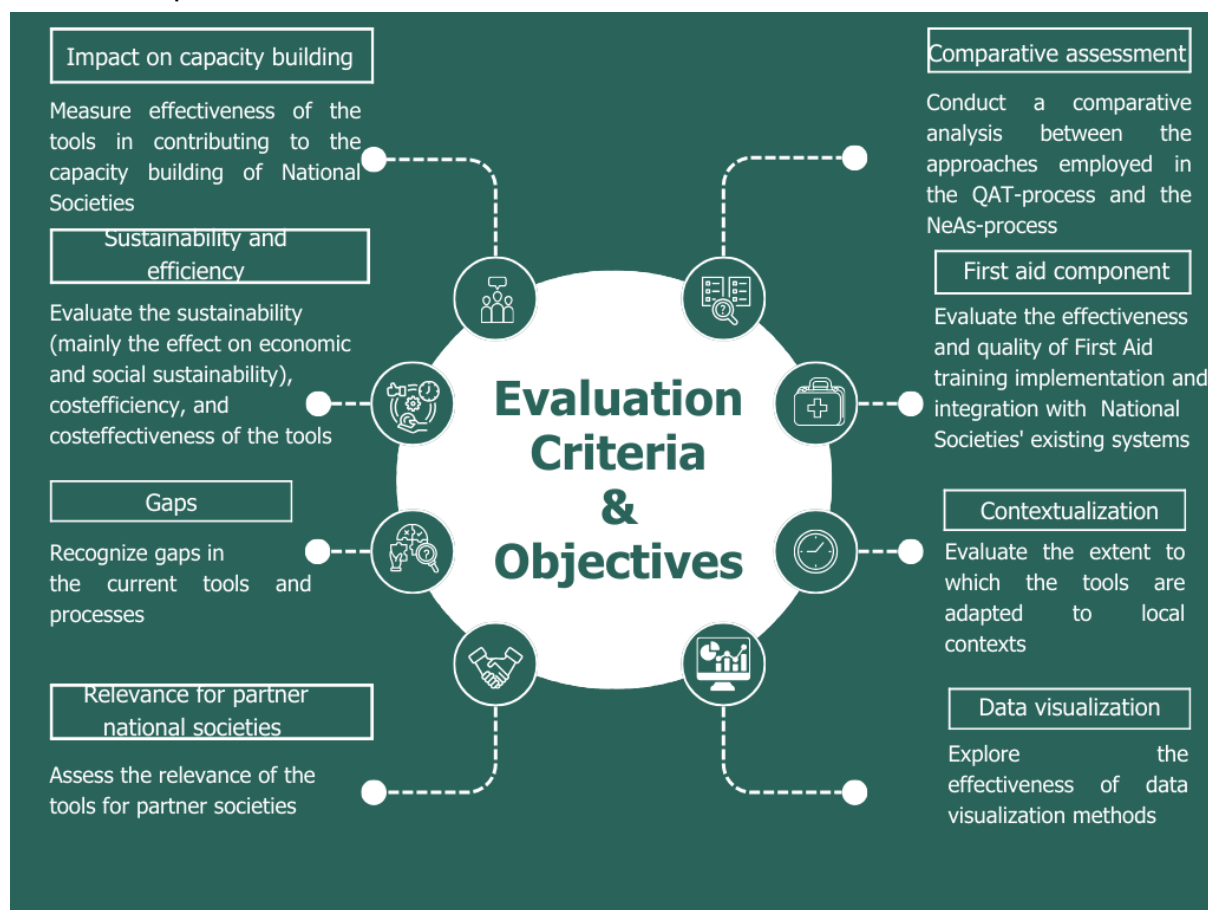 Impact on capacity building
Measure effectiveness of the
tools in contributing to the
capacity building of National
Societies
Sustainability and
efficiency
Evaluate the sustainability
(mainly the effect on economic
and social sustainability),
costefficiency, and
costeffectiveness of the tools
Gaps
Recognize gaps in
the current tools and
processes
Relevance for partner
national societies
Assess the relevance of the
tools for partner societies
Evaluation
Criteria
&
Objectives
Comparative assessment
Conduct a comparative
analysis between the
approaches employed in
the QAT-process and the
NeAs-process
First aid component
Evaluate the effectiveness
and quality of First Aid
training implementation and
integration with National
Societies' existing systems
Contextualization
Evaluate the extent to
which the tools are
adapted to local
contexts
Data visualization
Explore the
effectiveness of data
visualization methods